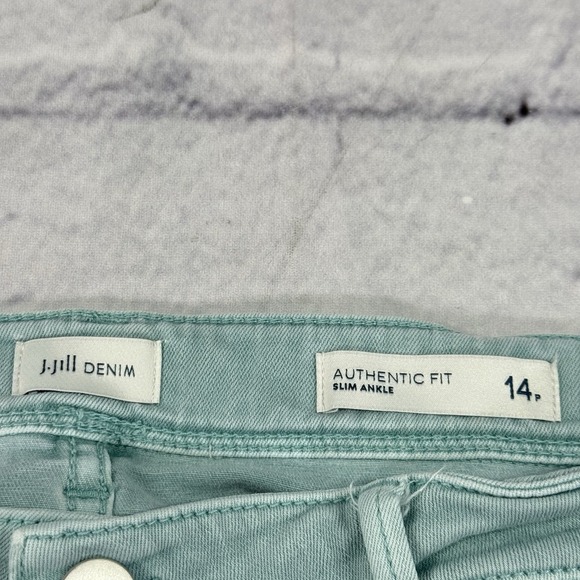 J.Jill DENIM
AUTHENTIC FIT
SLIM ANKLE
14P